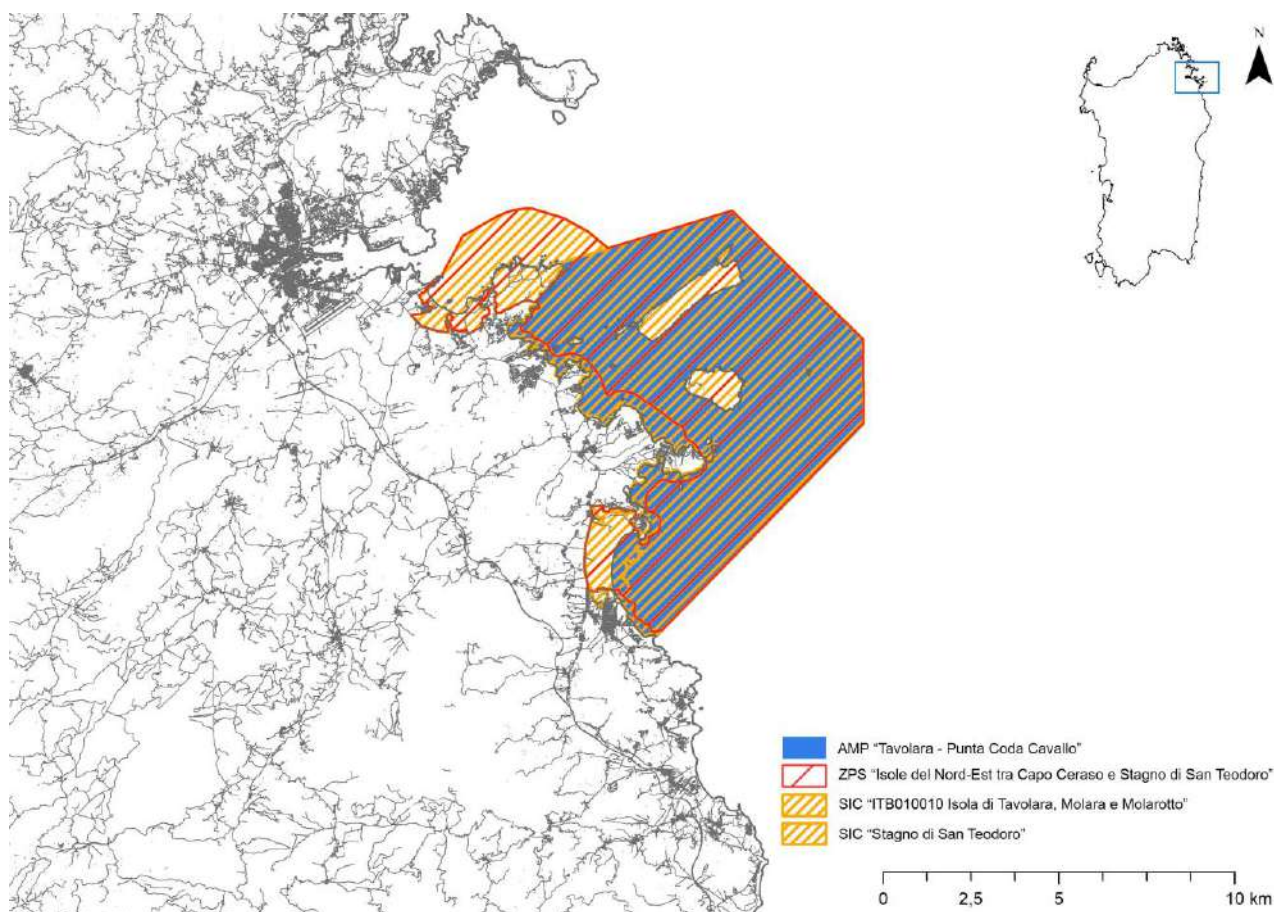 N
AMP “Tavolara - Punta Coda Cavallo”
ZPS “Isole del Nord-Est tra Capo Ceraso e Stagno di San Teodoro”
SIC “ITB010010 Isola di Tavolara, Molara e Molarotto”
SIC “Stagno di San Teodoro”
0 2,5 5 10 km